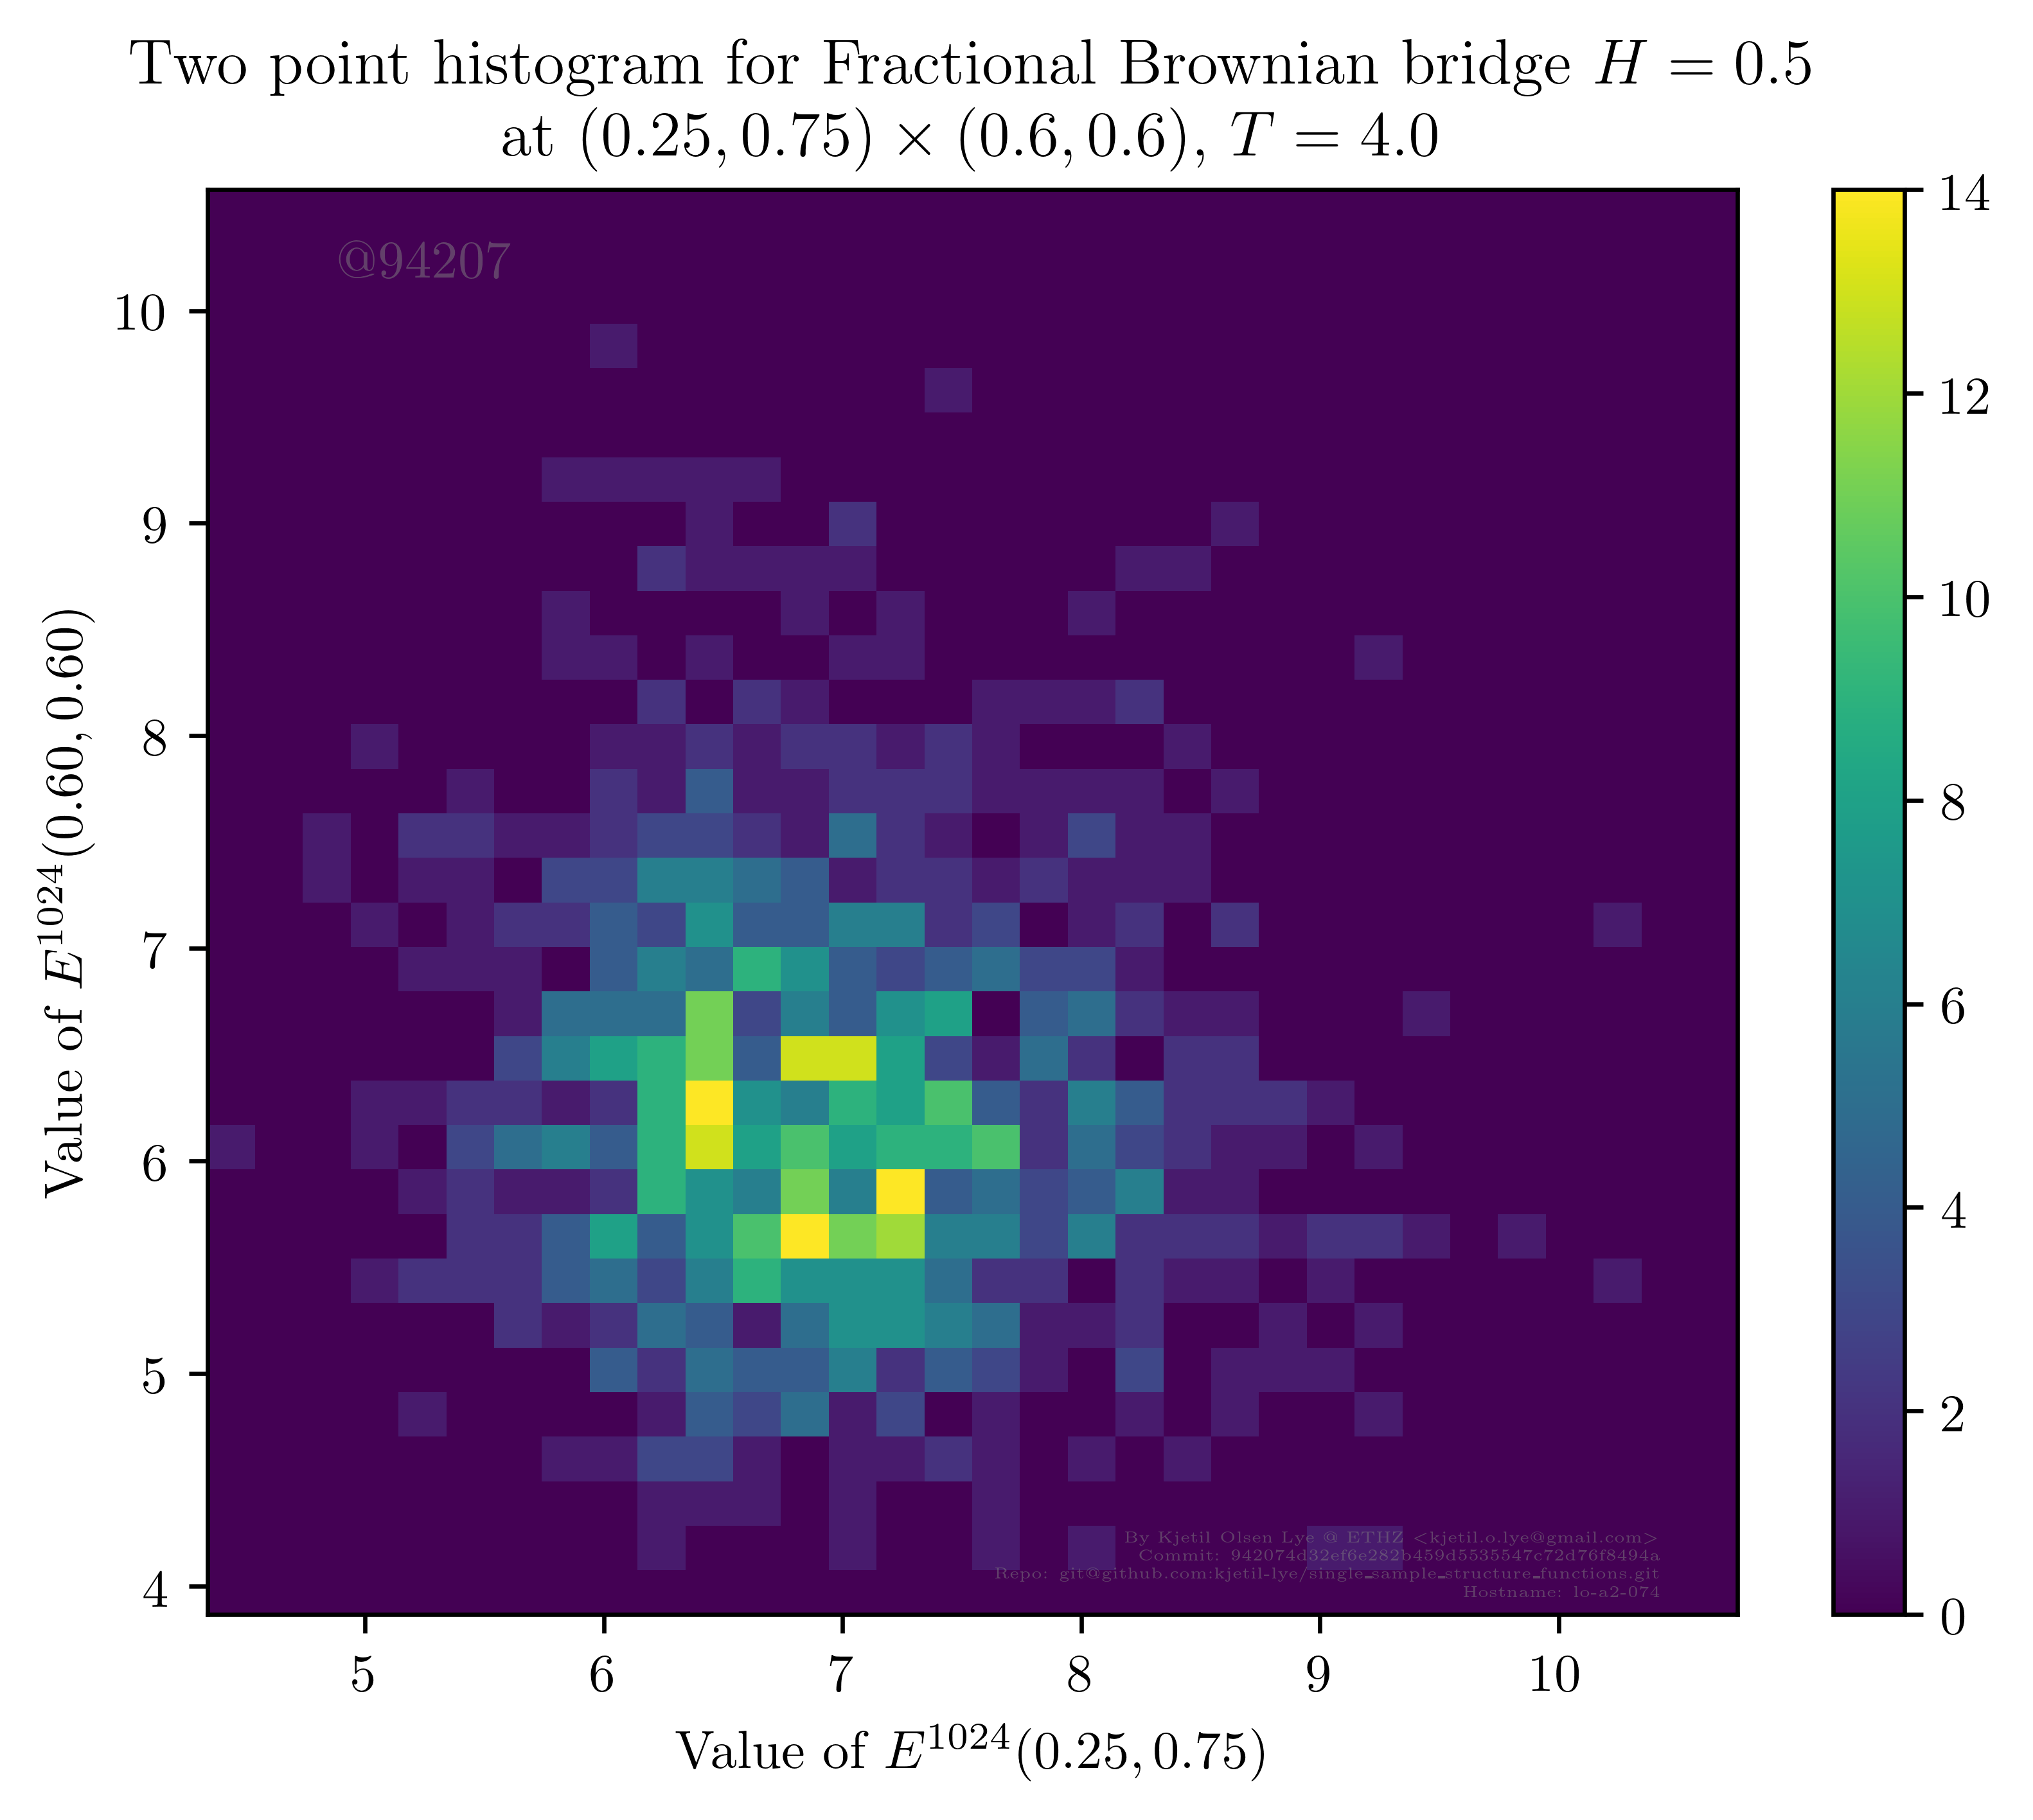 Two point histogram for Fractional Brownian bridge H = 0.5
at (0.25, 0.75) × (0.6, 0.6), T = 4.0
@94207
10
9
8
7
6
5
4
Value of E^1024(0.60, 0.60)
5 6 7 8 9 10
Value of E^1024(0.25, 0.75)
14
12
10
8
6
4
2
0
By Kjetil Olsen Lye @ ETHZ <kjetil.o.lye@gmail.com>
Commit: 942074d32ef6e282b459d5535547c72d76f8494a
Repo: git@github.com:kjetil-lye/single_sample_structure_functions.git
Hostname: lo-a2-074